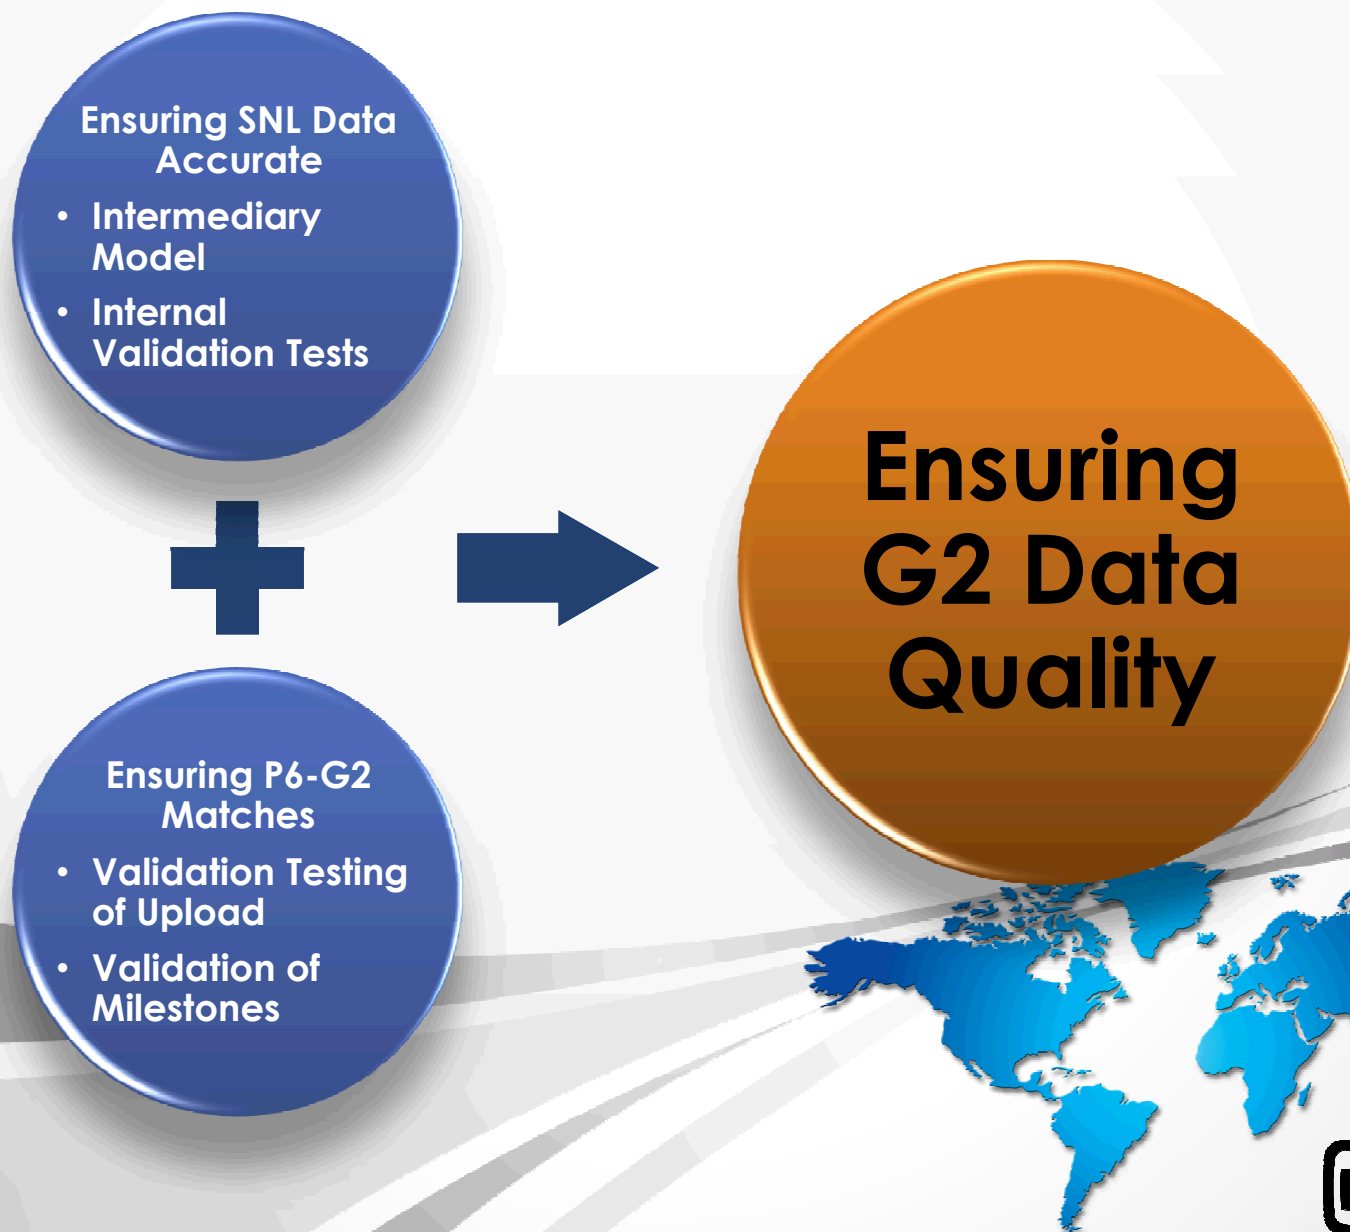 Ensuring SNL Data
Accurate
• Intermediary
Model
• Internal
Validation Tests
Ensuring P6-G2
Matches
• Validation Testing
of Upload
• Validation of
Milestones
Ensuring
G2 Data
Quality